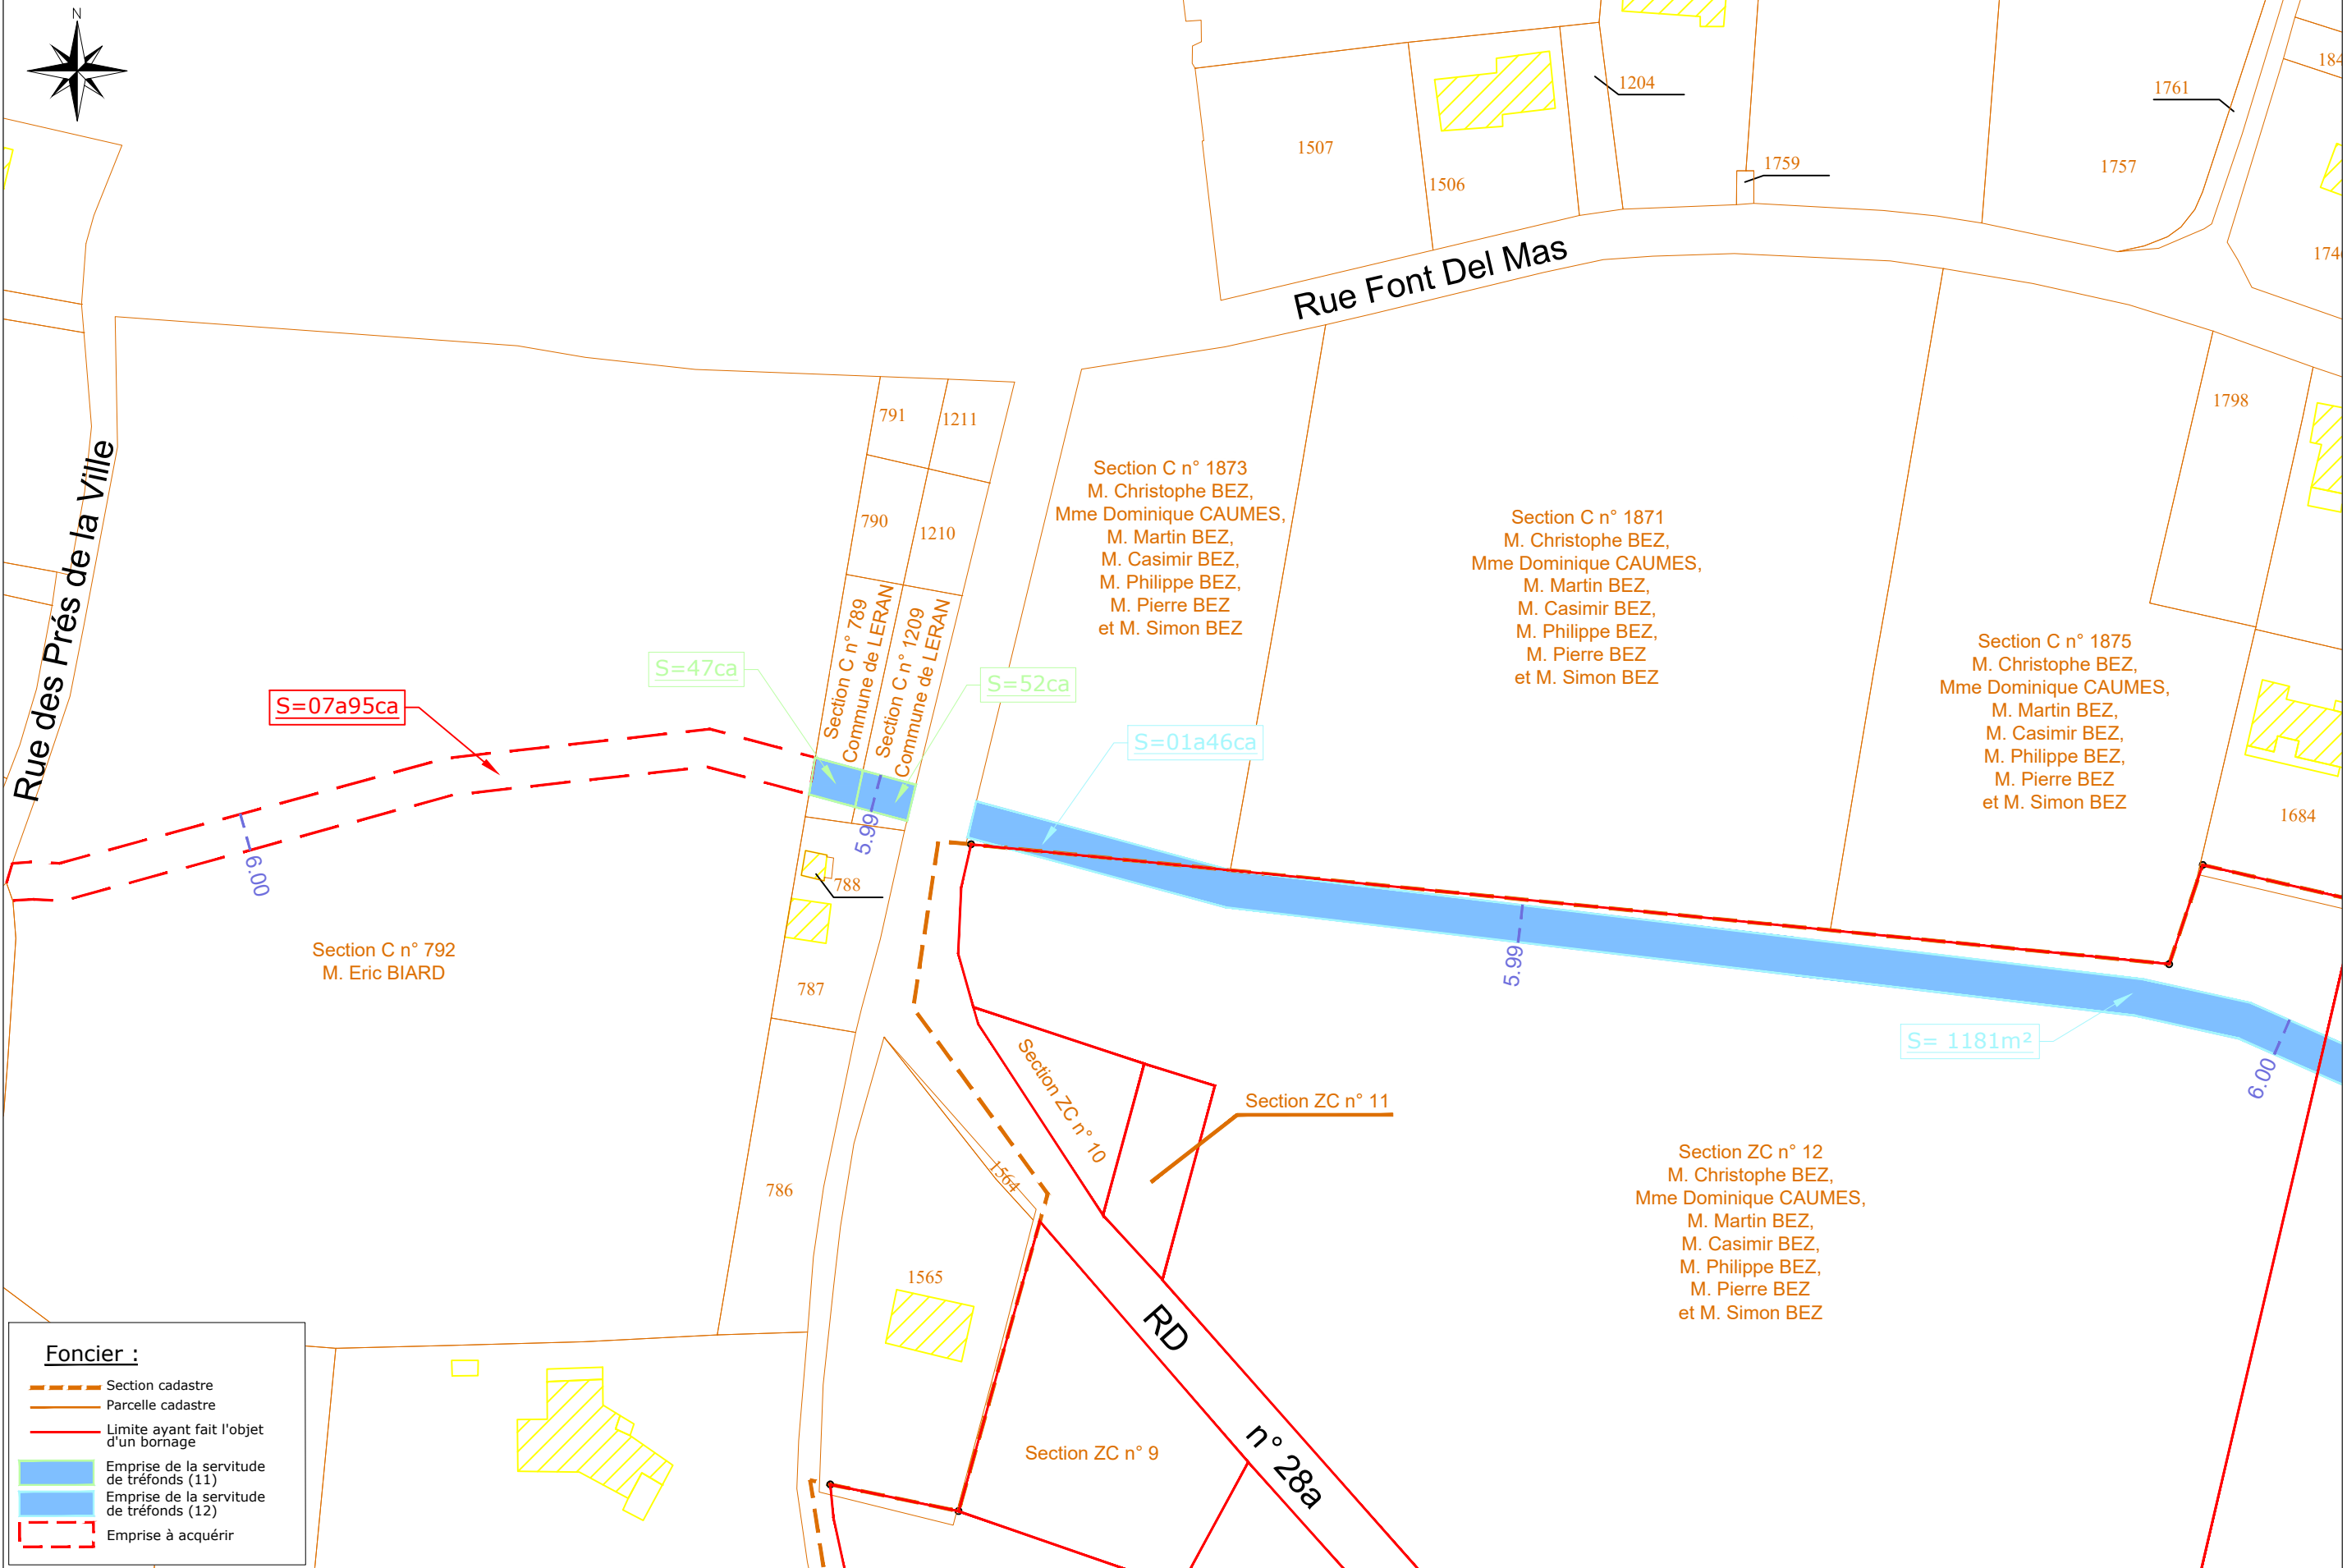 N
1204
1761
184
1507
1506
1759
1757
174
Rue Font Del Mas
791
1211
1798
790
1210
Rue des Prés de la Ville
Section C n° 1873
M. Christophe BEZ,
Mme Dominique CAUMES,
M. Martin BEZ,
M. Casimir BEZ,
M. Philippe BEZ,
M. Pierre BEZ
et M. Simon BEZ
Section C n° 1871
M. Christophe BEZ,
Mme Dominique CAUMES,
M. Martin BEZ,
M. Casimir BEZ,
M. Philippe BEZ,
M. Pierre BEZ
et M. Simon BEZ
Section C n° 1875
M. Christophe BEZ,
Mme Dominique CAUMES,
M. Martin BEZ,
M. Casimir BEZ,
M. Philippe BEZ,
M. Pierre BEZ
et M. Simon BEZ
Section C n° 789
Commune de LERAN
Section C n° 1209
Commune de LERAN
S=47ca
S=52ca
S=07a95ca
S=01a46ca
1684
5.99
6.00
788
Section C n° 792
M. Eric BIARD
787
5.99
S= 1181m²
6.00
Section ZC n° 10
Section ZC n° 11
Section ZC n° 12
M. Christophe BEZ,
Mme Dominique CAUMES,
M. Martin BEZ,
M. Casimir BEZ,
M. Philippe BEZ,
M. Pierre BEZ
et M. Simon BEZ
1564
786
1565
RD
n° 28a
Section ZC n° 9
Foncier :
Section cadastre
Parcelle cadastre
Limite ayant fait l'objet
d'un bornage
Emprise de la servitude
de tréfonds (11)
Emprise de la servitude
de tréfonds (12)
Emprise à acquérir